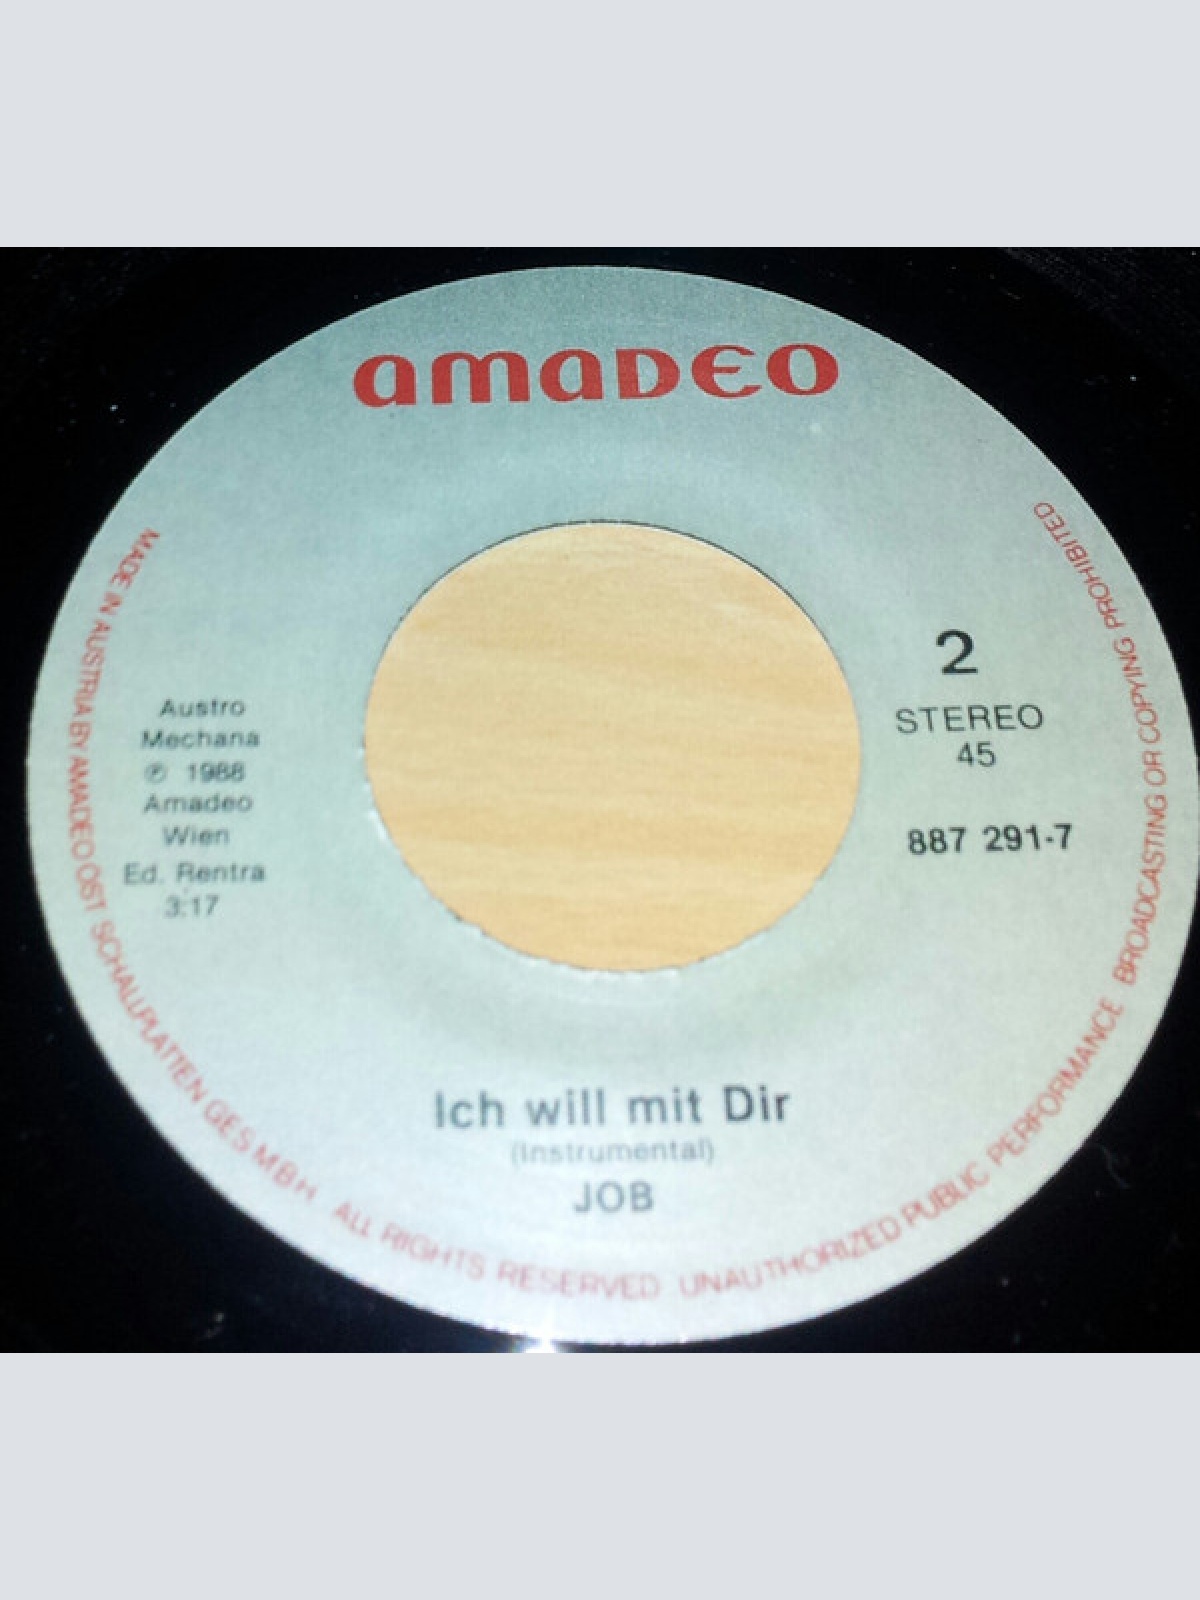 amadeo
2
STEREO
45
887 291-7
Austro
Mechana
℗ 1988
Amadeo
Wien
Ed. Rentra
3:17
Ich will mit Dir
(Instrumental)
JOB
MADE IN AUSTRIA BY AMADEO OST SCHALLPLATTEN GES M B H ALL RIGHTS RESERVED UNAUTHORIZED PUBLIC PERFORMANCE BROADCASTING OR COPYING PROHIBITED